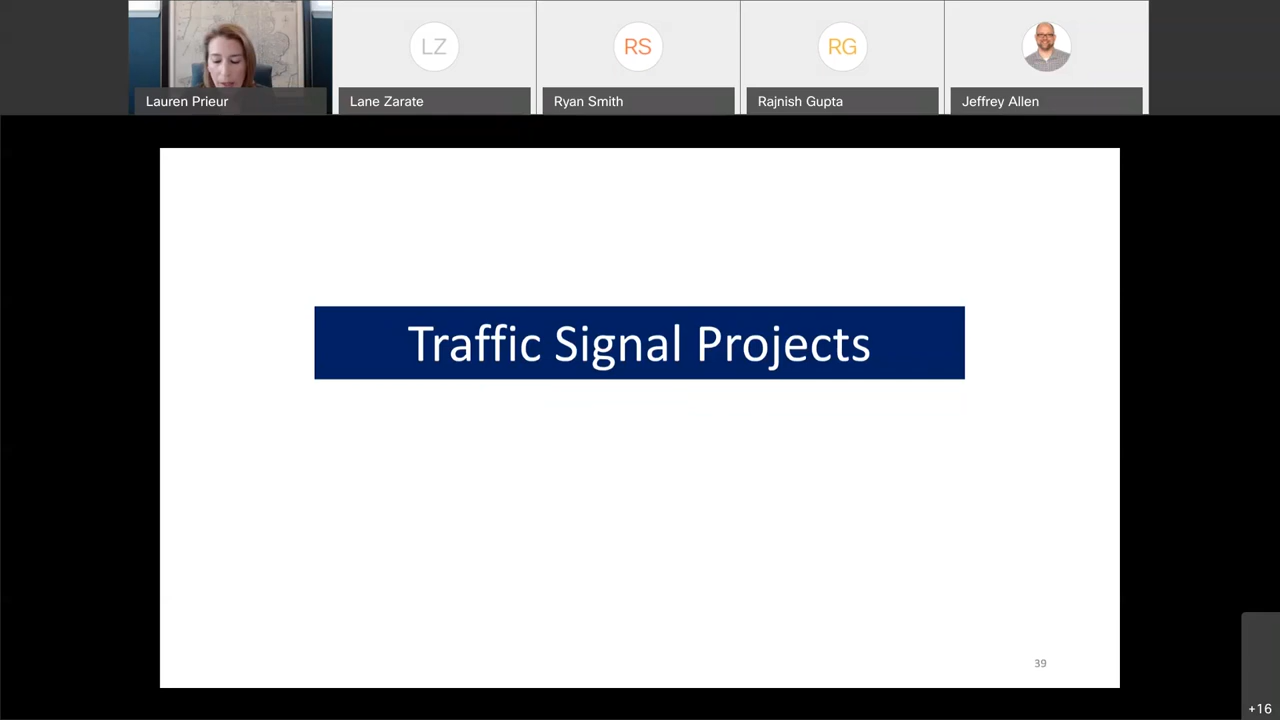 LZ
RS
RG
Lauren Prieur
Lane Zarate
Ryan Smith
Rajnish Gupta
Jeffrey Allen
Traffic Signal Projects
39
+16